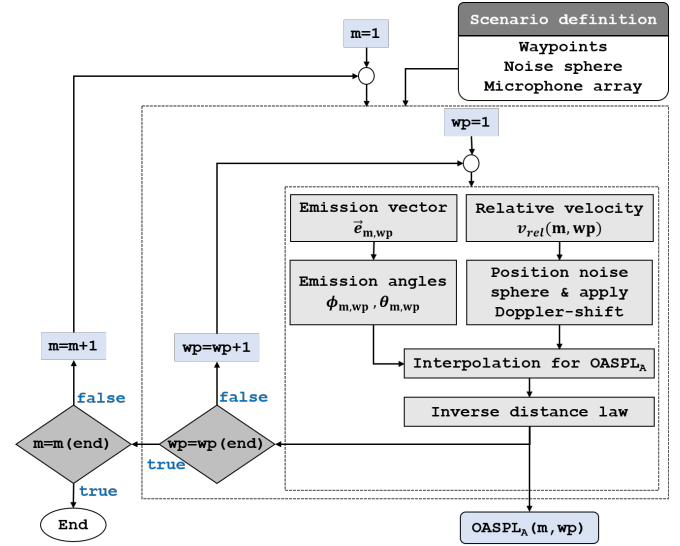 Scenario definition
Waypoints
Noise sphere
Microphone array
m=1
wp=1
Emission vector
e⃗m,wp
Relative velocity
vrel(m,wp)
Emission angles
ϕm,wp ,θm,wp
Position noise
sphere & apply
Doppler-shift
m=m+1
wp=wp+1
Interpolation for OASPLA
false
false
Inverse distance law
m=m(end)
wp=wp(end)
true
true
End
OASPLA(m,wp)